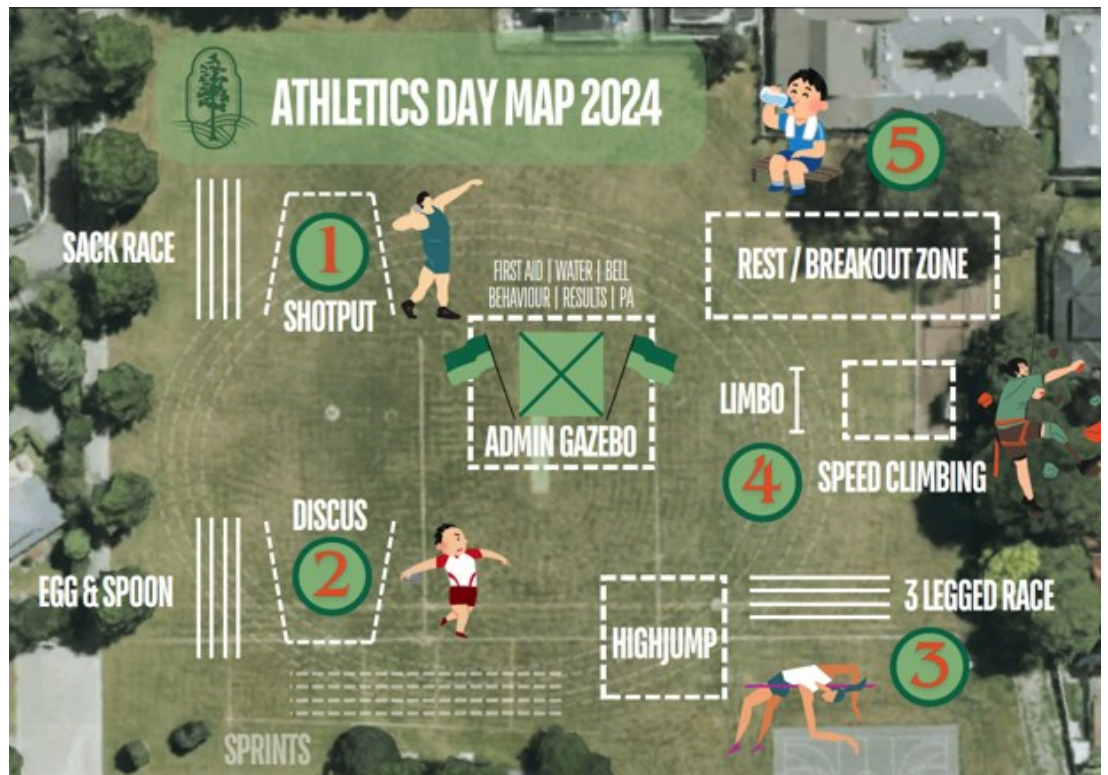 ATHLETICS DAY MAP 2024
5
SACK RACE
1
SHOTPUT
FIRST AID | WATER | BELL
BEHAVIOUR | RESULTS | PA
REST / BREAKOUT ZONE
ADMIN GAZEBO
LIMBO
4
SPEED CLIMBING
DISCUS
2
EGG & SPOON
HIGHJUMP
3 LEGGED RACE
3
SPRINTS